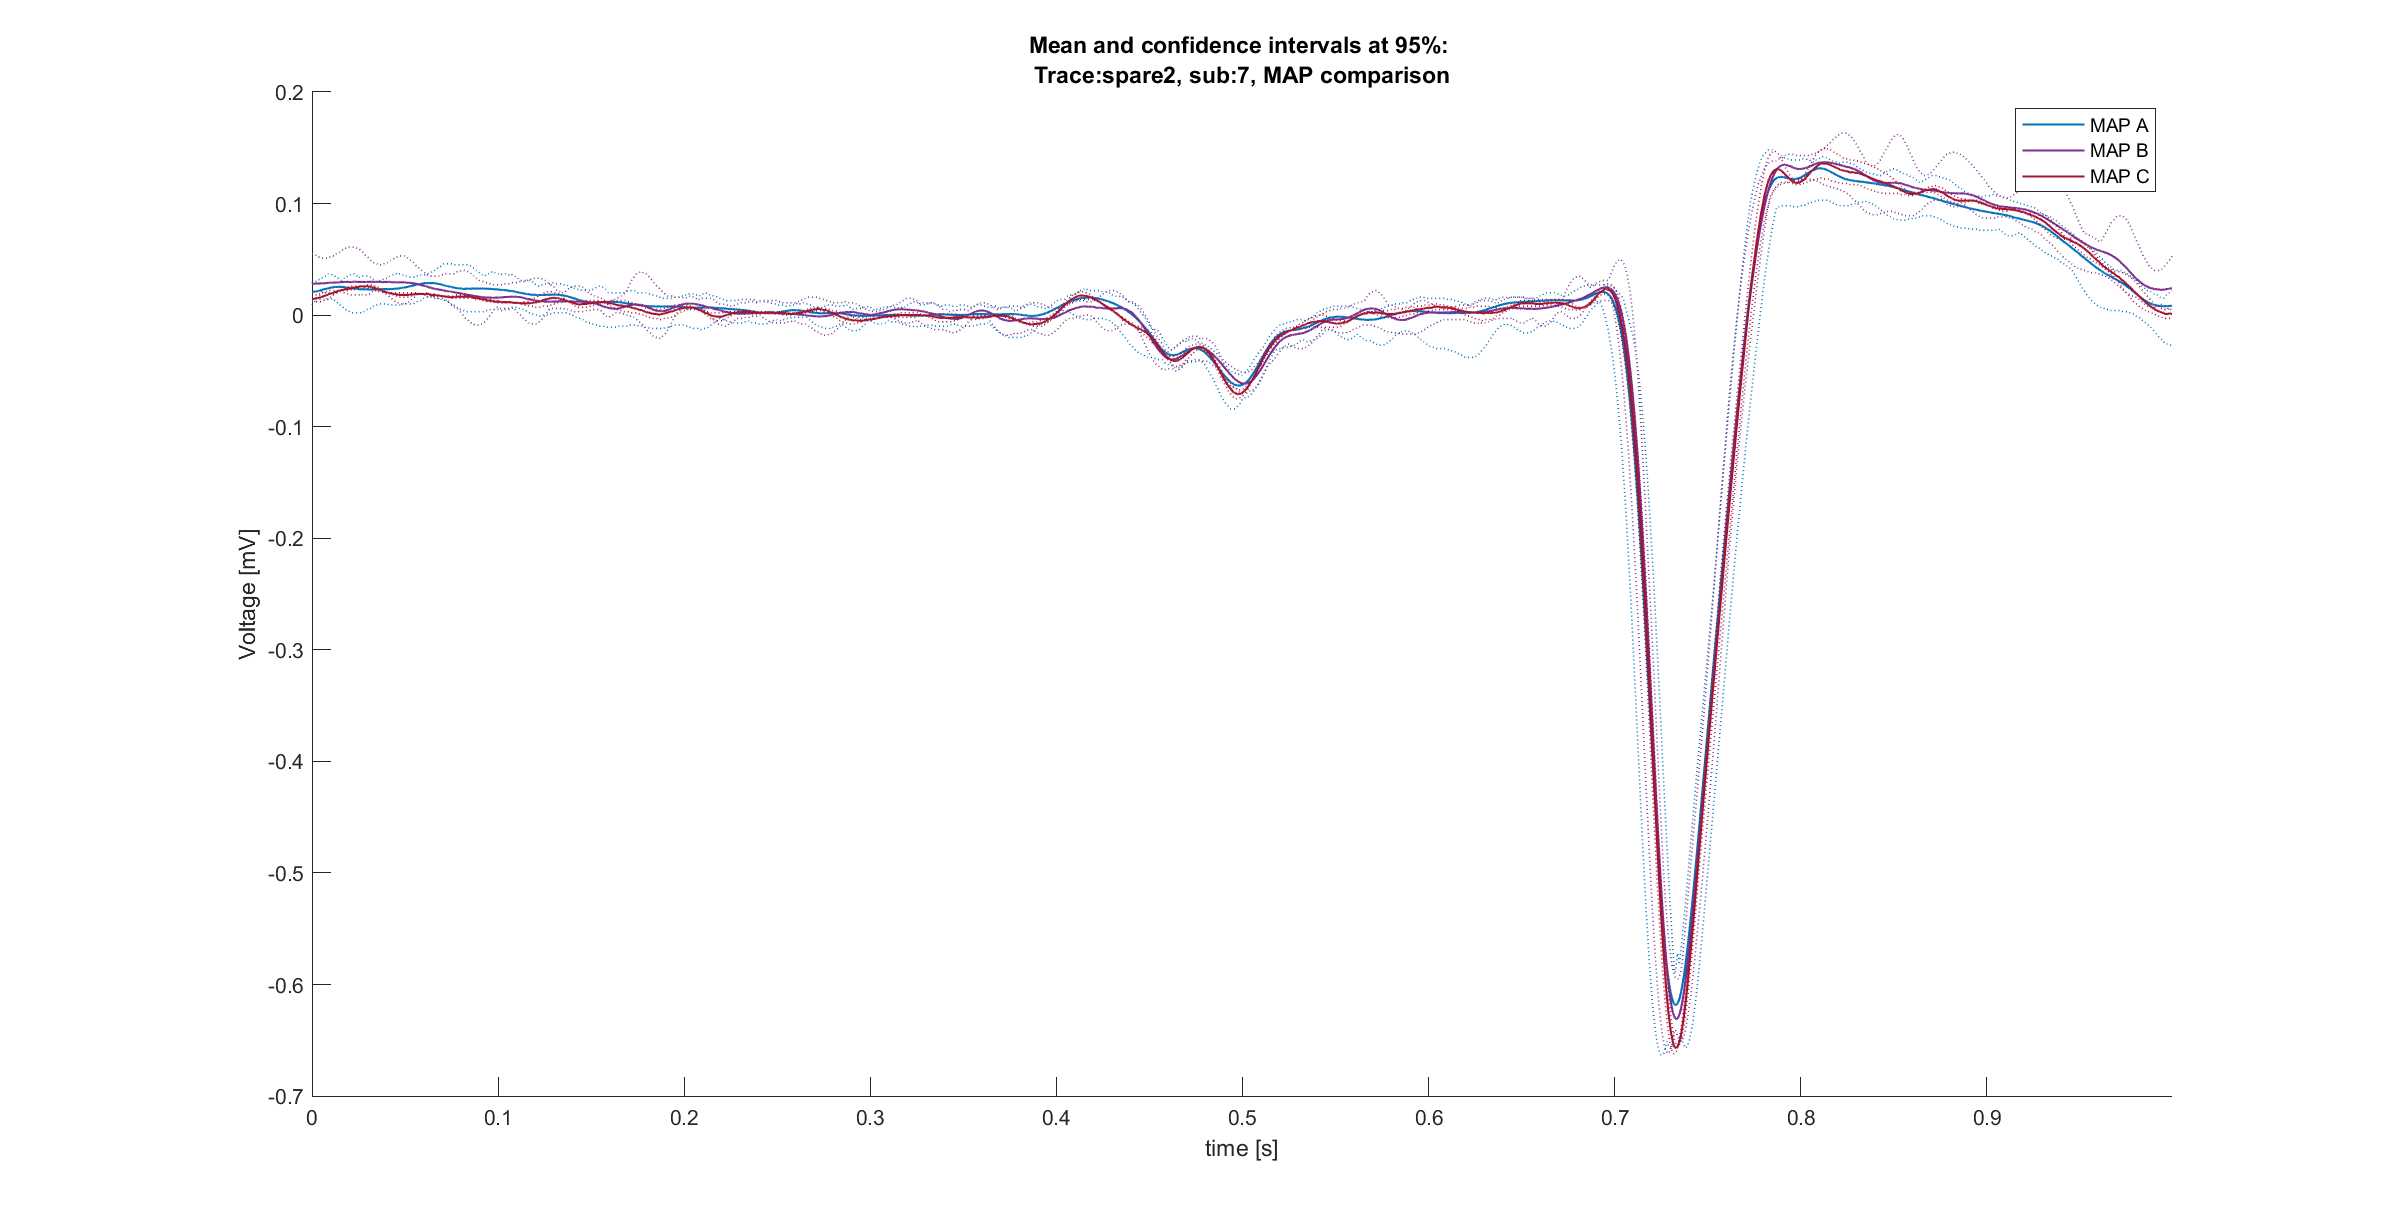 Mean and confidence intervals at 95%:
Trace:spare2, sub:7, MAP comparison
MAP A
MAP B
MAP C
Voltage [mV]
0.2
0.1
0
-0.1
-0.2
-0.3
-0.4
-0.5
-0.6
-0.7
0 0.1 0.2 0.3 0.4 0.5 0.6 0.7 0.8 0.9
time [s]